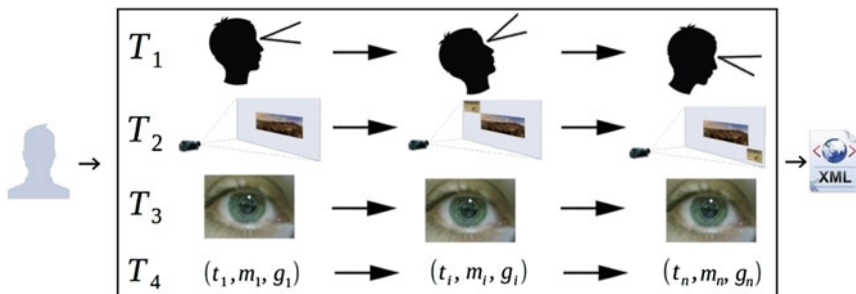 T₁
T₂
T₃
T₄ (t₁, m₁, g₁) (tᵢ, mᵢ, gᵢ) (tₙ, mₙ, gₙ)
<> XML